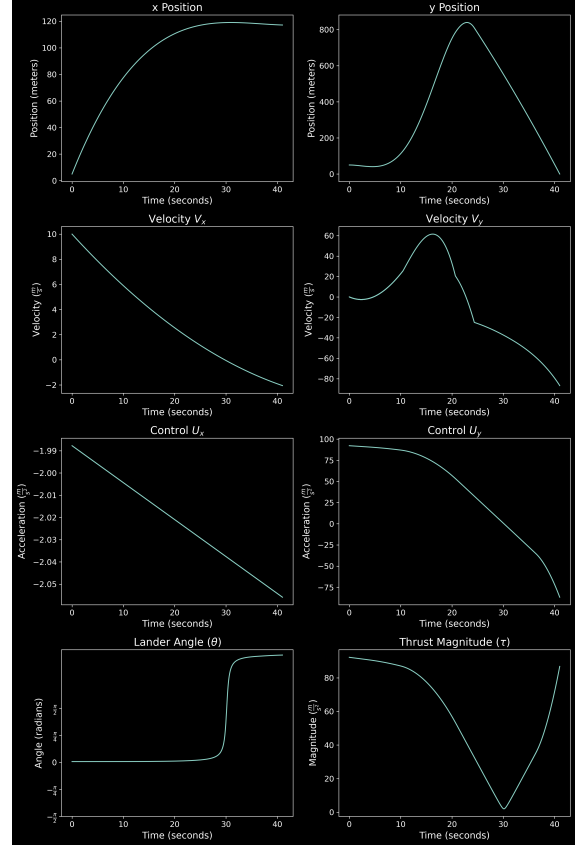 x Position
y Position
Position (meters)
120
100
80
60
40
20
0
0 10 20 30 40
Time (seconds)
Position (meters)
800
600
400
200
0
0 10 20 30 40
Time (seconds)
Velocity Vₓ
Velocity V_y
Velocity (m/s)
10
8
6
4
2
0
−2
0 10 20 30 40
Time (seconds)
Velocity (m/s)
60
40
20
0
−20
−40
−60
−80
0 10 20 30 40
Time (seconds)
Control Uₓ
Control U_y
Acceleration (m/s²)
−1.99
−2.00
−2.01
−2.02
−2.03
−2.04
−2.05
0 10 20 30 40
Time (seconds)
Acceleration (m/s²)
100
75
50
25
0
−25
−50
−75
0 10 20 30 40
Time (seconds)
Lander Angle (θ)
Thrust Magnitude (τ)
Angle (radians)
π/2
π/4
0
−π/4
−π/2
0 10 20 30 40
Time (seconds)
Magnitude (m/s²)
80
60
40
20
0
0 10 20 30 40
Time (seconds)